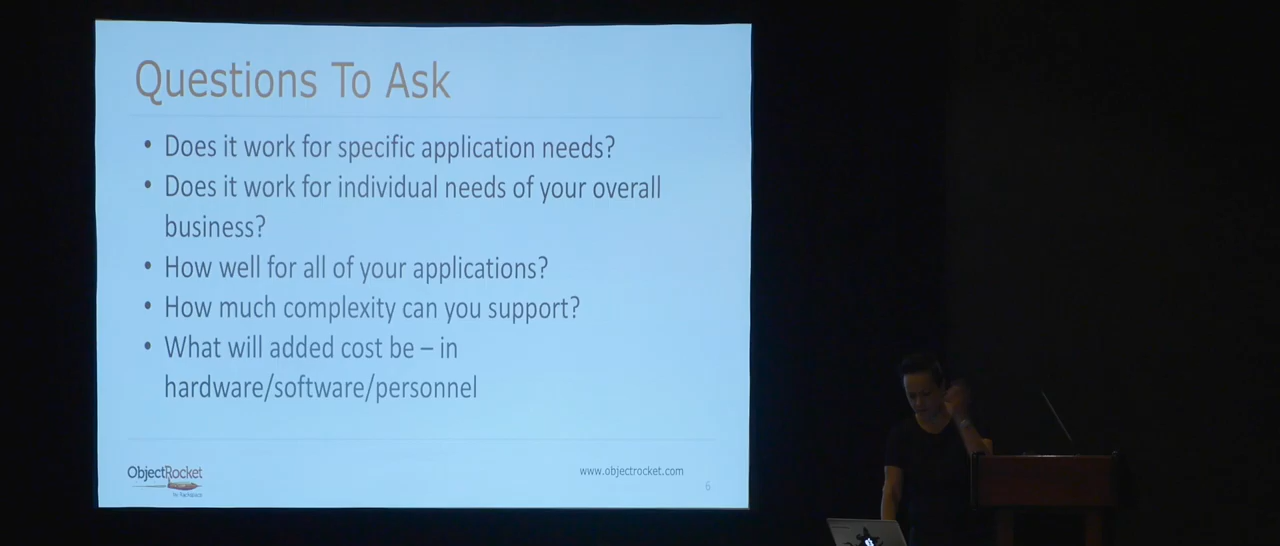 Questions To Ask
• Does it work for specific application needs?
• Does it work for individual needs of your overall
business?
• How well for all of your applications?
• How much complexity can you support?
• What will added cost be – in
hardware/software/personnel
ObjectRocket
by Rackspace
www.objectrocket.com
6